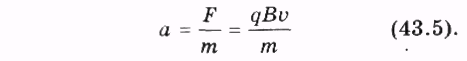 a = F/m = qBv/m (43.5).